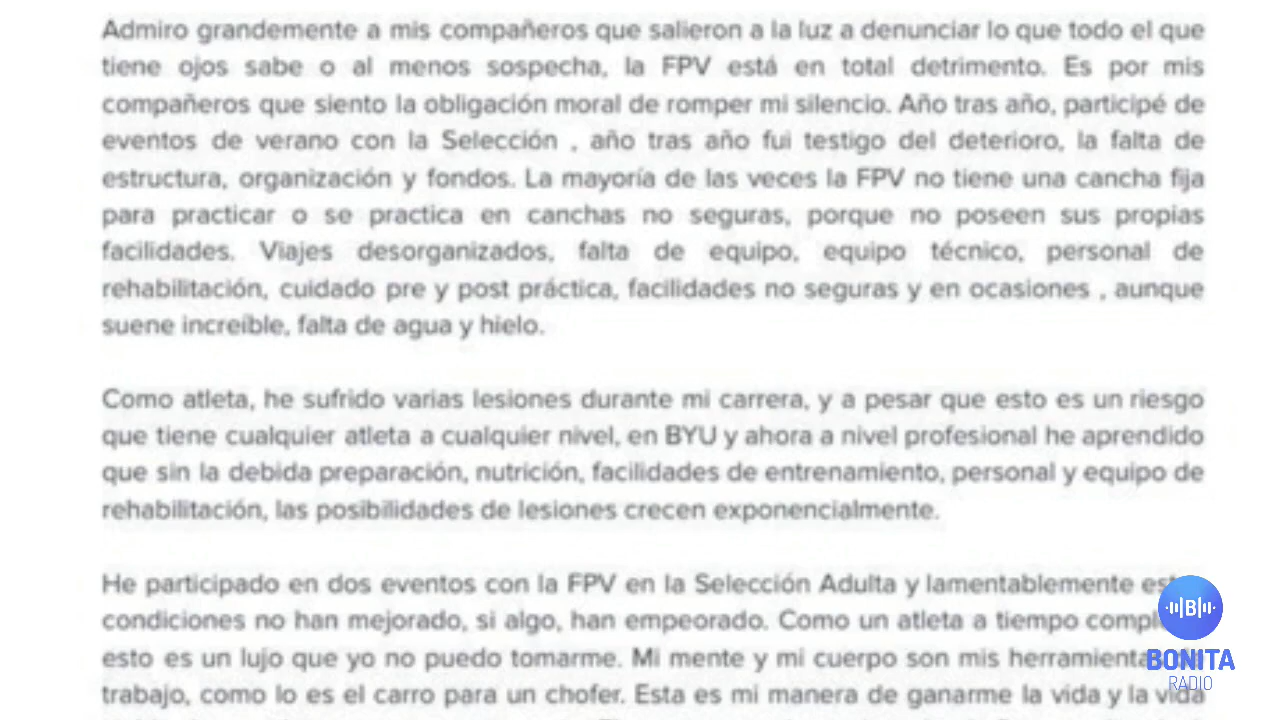 Admiro grandemente a mis compañeros que salieron a la luz a denunciar lo que todo el que
tiene ojos sabe o al menos sospecha, la FPV está en total detrimento. Es por mis
compañeros que siento la obligación moral de romper mi silencio. Año tras año, participé de
eventos de verano con la Selección , año tras año fui testigo del deterioro, la falta de
estructura, organización y fondos. La mayoría de las veces la FPV no tiene una cancha fija
para practicar o se practica en canchas no seguras, porque no poseen sus propias
facilidades. Viajes desorganizados, falta de equipo, equipo técnico, personal de
rehabilitación, cuidado pre y post práctica, facilidades no seguras y en ocasiones , aunque
suene increíble, falta de agua y hielo.
Como atleta, he sufrido varias lesiones durante mi carrera, y a pesar que esto es un riesgo
que tiene cualquier atleta a cualquier nivel, en BYU y ahora a nivel profesional he aprendido
que sin la debida preparación, nutrición, facilidades de entrenamiento, personal y equipo de
rehabilitación, las posibilidades de lesiones crecen exponencialmente.
He participado en dos eventos con la FPV en la Selección Adulta y lamentablemente
condiciones no han mejorado, si algo, han empeorado. Como un atleta a tiempo
esto es un lujo que yo no puedo tomarme. Mi mente y mi cuerpo son mis
trabajo, como lo es el carro para un chofer. Esta es mi manera de ganarme la vida y la vida
B
BONITA
RADIO